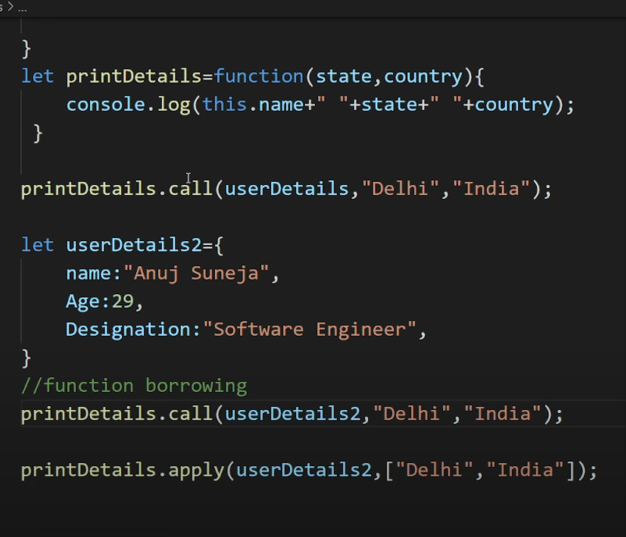 s > ...
}
let printDetails=function(state,country){
    console.log(this.name+" "+state+" "+country);
 }
printDetails.call(userDetails,"Delhi","India");
let userDetails2={
    name:"Anuj Suneja",
    Age:29,
    Designation:"Software Engineer",
}
//function borrowing
printDetails.call(userDetails2,"Delhi","India");
printDetails.apply(userDetails2,["Delhi","India"]);